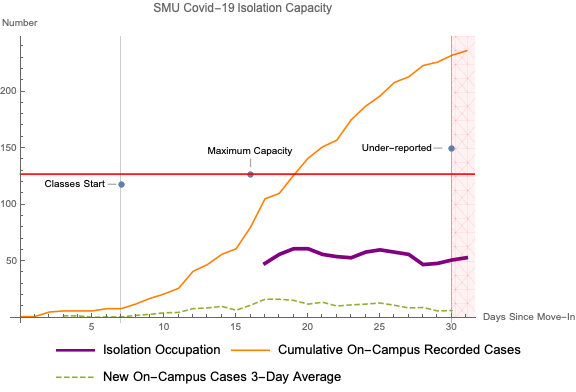 SMU Covid-19 Isolation Capacity
Number
200
150
100
50
Maximum Capacity
Under-reported
Classes Start
5 10 15 20 25 30
Days Since Move-In
Isolation Occupation Cumulative On-Campus Recorded Cases
New On-Campus Cases 3-Day Average